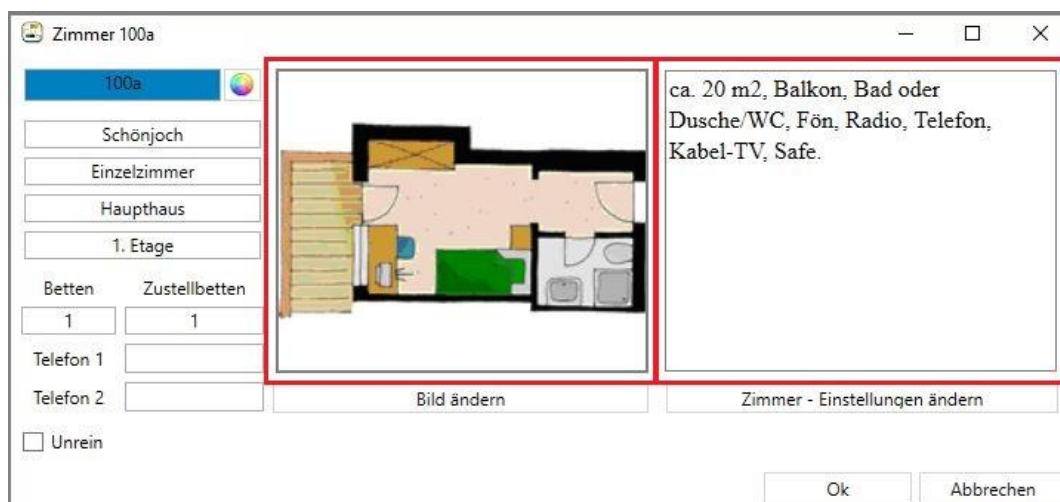 Zimmer 100a
100a
Schönjoch
Einzelzimmer
Haupthaus
1. Etage
Betten Zustellbetten
1 1
Telefon 1
Telefon 2
Unrein
ca. 20 m2, Balkon, Bad oder
Dusche/WC, Fön, Radio, Telefon,
Kabel-TV, Safe.
Bild ändern
Zimmer - Einstellungen ändern
Ok Abbrechen